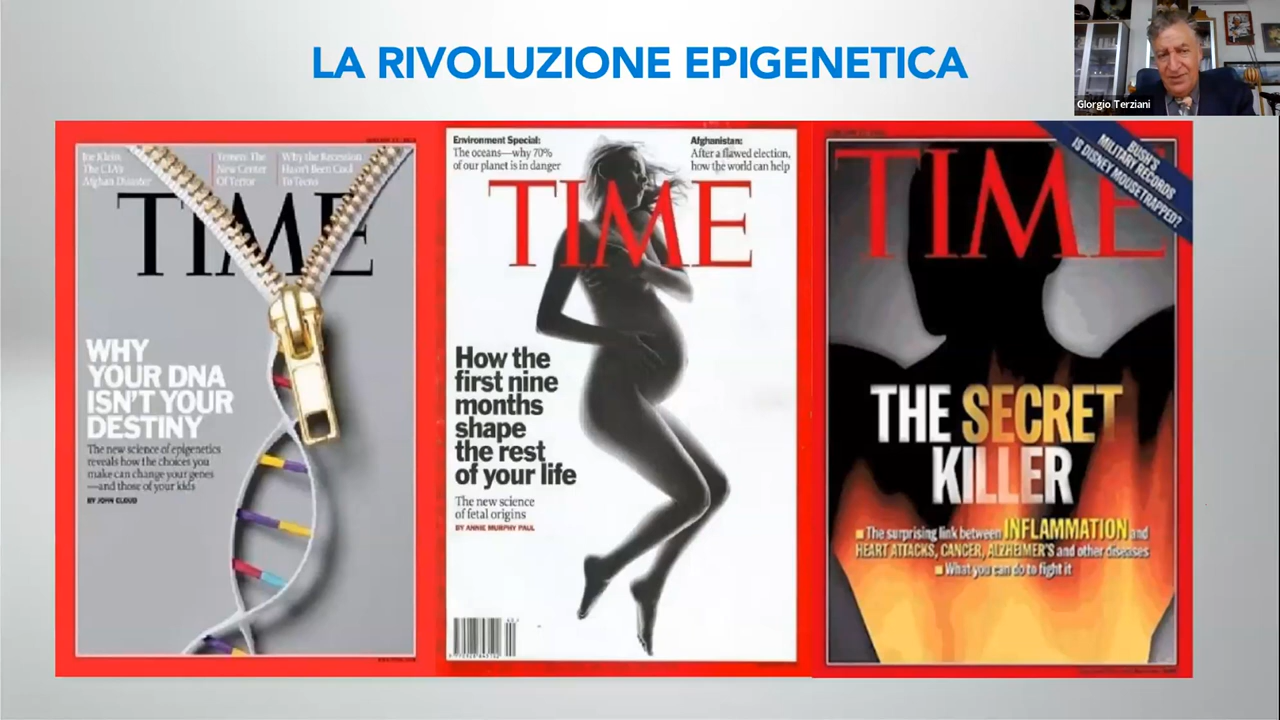 LA RIVOLUZIONE EPIGENETICA
GIorgio Terziani
Joe Klein:
The CIA's
Afghan Disaster
Yemen: The
New Center
Of Terror
Why the Recession
Hasn't Been Cool
To Teens
TIME
WHY
YOUR DNA
ISN'T YOUR
DESTINY
The new science of epigenetics
reveals how the choices you
make can change your genes
—and those of your kids
BY JOHN CLOUD
Environment Special:
The oceans—why 70%
of our planet is in danger
Afghanistan:
After a flawed election,
how the world can help
TIME
How the
first nine
months
shape
the rest
of your life
The new science
of fetal origins
BY ANNIE MURPHY PAUL
BUSH'S
MILITARY RECORDS
IS DISNEY MOUSETRAPPED?
TIME
THE SECRET
KILLER
The surprising link between INFLAMMATION and
HEART ATTACKS, CANCER, ALZHEIMER'S and other diseases
What you can do to fight it